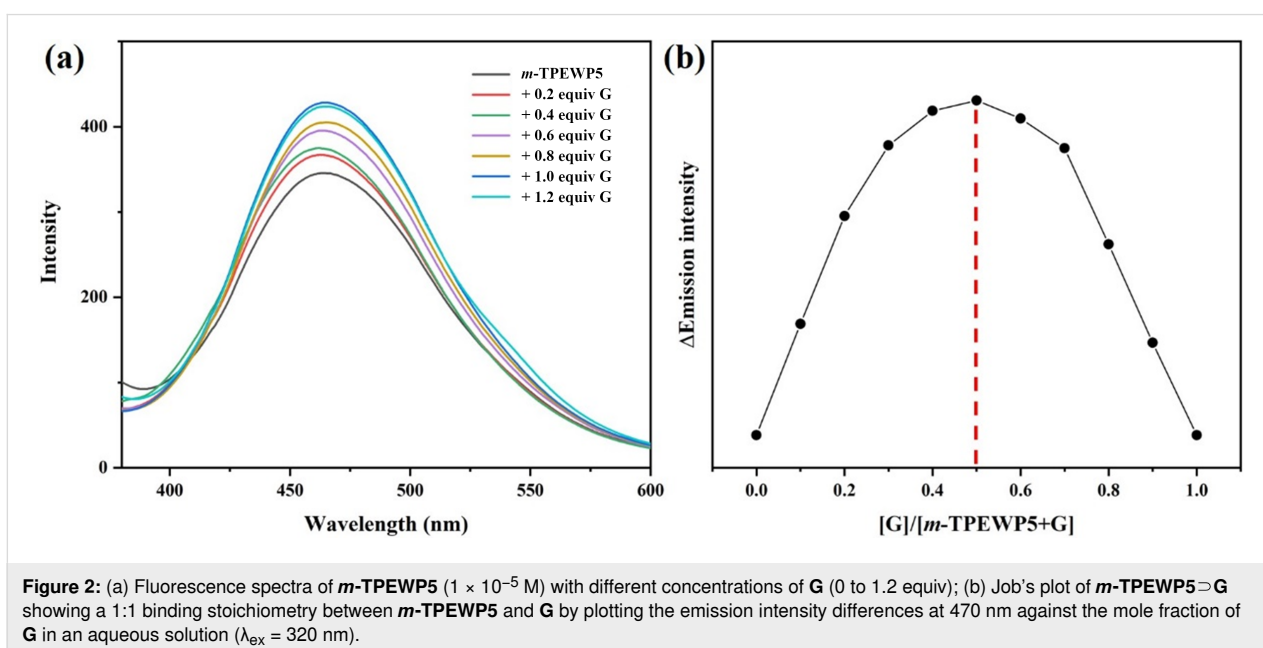 (a)
m-TPEWP5
+ 0.2 equiv G
+ 0.4 equiv G
+ 0.6 equiv G
+ 0.8 equiv G
+ 1.0 equiv G
+ 1.2 equiv G
Intensity
400
200
0
400 450 500 550 600
Wavelength (nm)
(b)
ΔEmission intensity
0.0 0.2 0.4 0.6 0.8 1.0
[G]/[m-TPEWP5+G]
Figure 2: (a) Fluorescence spectra of m-TPEWP5 (1 × 10⁻⁵ M) with different concentrations of G (0 to 1.2 equiv); (b) Job’s plot of m-TPEWP5⊃G
showing a 1:1 binding stoichiometry between m-TPEWP5 and G by plotting the emission intensity differences at 470 nm against the mole fraction of
G in an aqueous solution (λex = 320 nm).